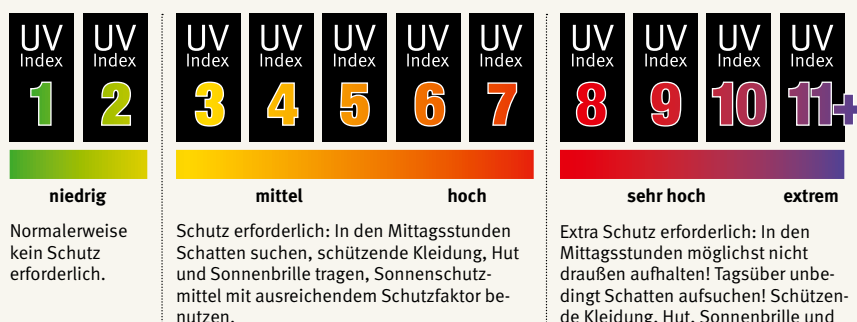 UV UV UV UV UV UV UV UV UV UV UV
Index Index Index Index Index Index Index Index Index Index Index
1 2 3 4 5 6 7 8 9 10 11+
niedrig mittel hoch sehr hoch extrem
Normalerweise
kein Schutz
erforderlich.
Schutz erforderlich: In den Mittagsstunden
Schatten suchen, schützende Kleidung, Hut
und Sonnenbrille tragen, Sonnenschutz-
mittel mit ausreichendem Schutzfaktor be-
nutzen.
Extra Schutz erforderlich: In den
Mittagsstunden möglichst nicht
draußen aufhalten! Tagsüber unbe-
dingt Schatten aufsuchen! Schützen-
de Kleidung, Hut, Sonnenbrille und